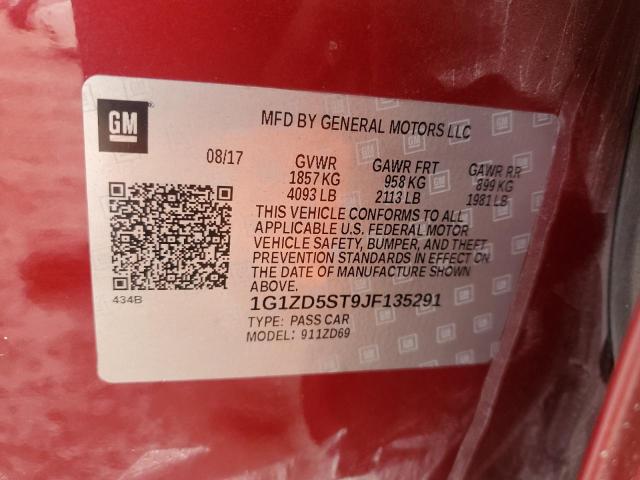 GM
MFD BY GENERAL MOTORS LLC
08/17 GVWR GAWR FRT GAWR RR
1857 KG 958 KG 899 KG
4093 LB 2113 LB 1981 LB
THIS VEHICLE CONFORMS TO ALL
APPLICABLE U.S. FEDERAL MOTOR
VEHICLE SAFETY, BUMPER, AND THEFT
PREVENTION STANDARDS IN EFFECT ON
THE DATE OF MANUFACTURE SHOWN
ABOVE.
434B
1G1ZD5ST9JF135291
TYPE: PASS CAR
MODEL: 911ZD69